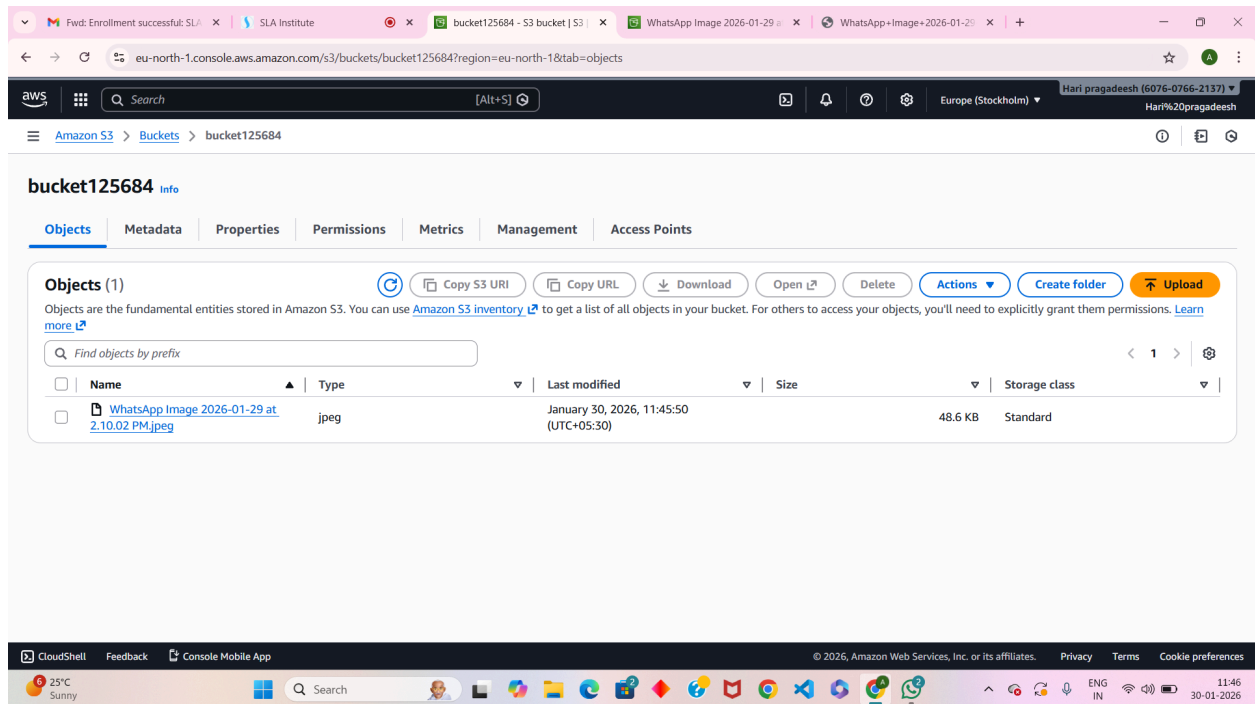 Fwd: Enrollment successful: SLA
SLA Institute
bucket125684 - S3 bucket | S3 |
WhatsApp Image 2026-01-29 a
WhatsApp+Image+2026-01-29
eu-north-1.console.aws.amazon.com/s3/buckets/bucket125684?region=eu-north-1&tab=objects
A
aws
Search
[Alt+S]
Europe (Stockholm)
Hari pragadeesh (6076-0766-2137)
Hari%20pragadeesh
Amazon S3 > Buckets > bucket125684
bucket125684 Info
Objects Metadata Properties Permissions Metrics Management Access Points
Objects (1)
Copy S3 URI Copy URL Download Open Delete Actions Create folder Upload
Objects are the fundamental entities stored in Amazon S3. You can use Amazon S3 inventory to get a list of all objects in your bucket. For others to access your objects, you'll need to explicitly grant them permissions. Learn
more
Find objects by prefix
1
Name Type Last modified Size Storage class
WhatsApp Image 2026-01-29 at
2.10.02 PM.jpeg
jpeg
January 30, 2026, 11:45:50
(UTC+05:30)
48.6 KB
Standard
CloudShell Feedback Console Mobile App
© 2026, Amazon Web Services, Inc. or its affiliates. Privacy Terms Cookie preferences
6
25°C
Sunny
Search
2
A
2
ENG
IN
11:46
30-01-2026